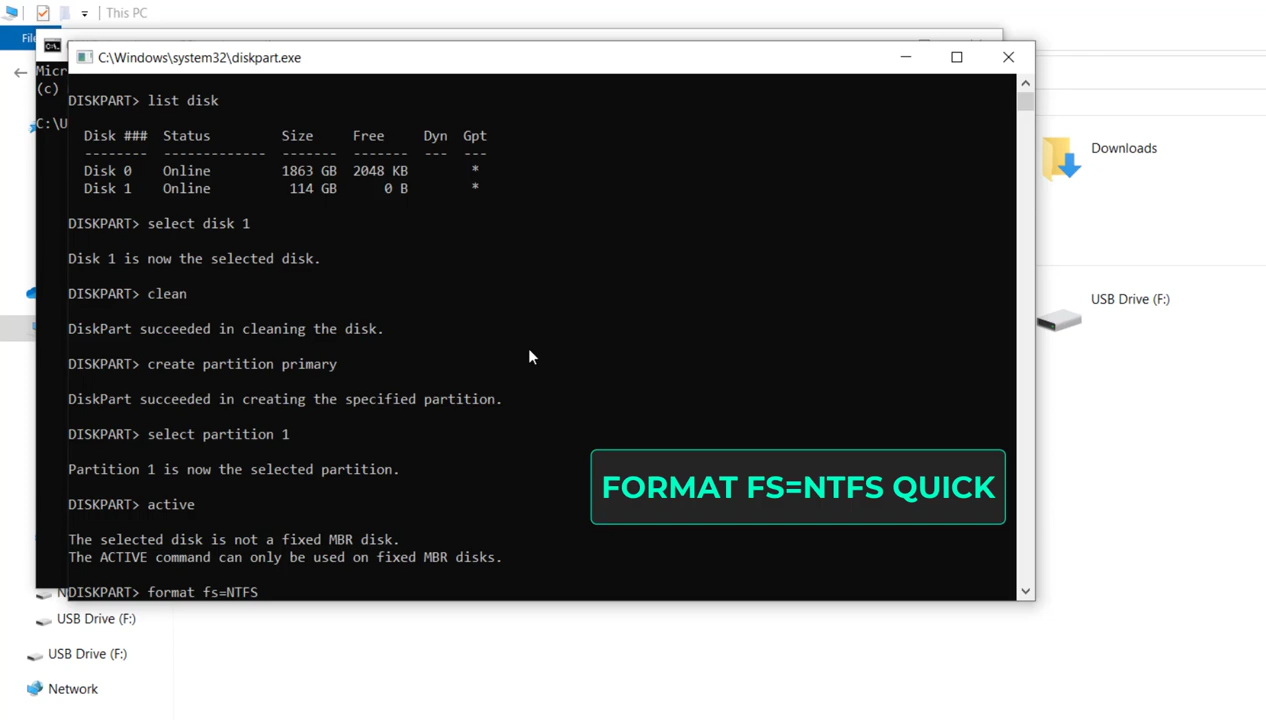 This PC
File
C:\Windows\system32\diskpart.exe
Micr
(c)
C:\U
DISKPART> list disk
Disk ### Status Size Free Dyn Gpt
-------- ------------- ------- ------- --- ---
Disk 0 Online 1863 GB 2048 KB *
Disk 1 Online 114 GB 0 B *
DISKPART> select disk 1
Disk 1 is now the selected disk.
DISKPART> clean
DiskPart succeeded in cleaning the disk.
DISKPART> create partition primary
DiskPart succeeded in creating the specified partition.
DISKPART> select partition 1
Partition 1 is now the selected partition.
DISKPART> active
The selected disk is not a fixed MBR disk.
The ACTIVE command can only be used on fixed MBR disks.
DISKPART> format fs=NTFS
FORMAT FS=NTFS QUICK
Downloads
USB Drive (F:)
USB Drive (F:)
USB Drive (F:)
Network